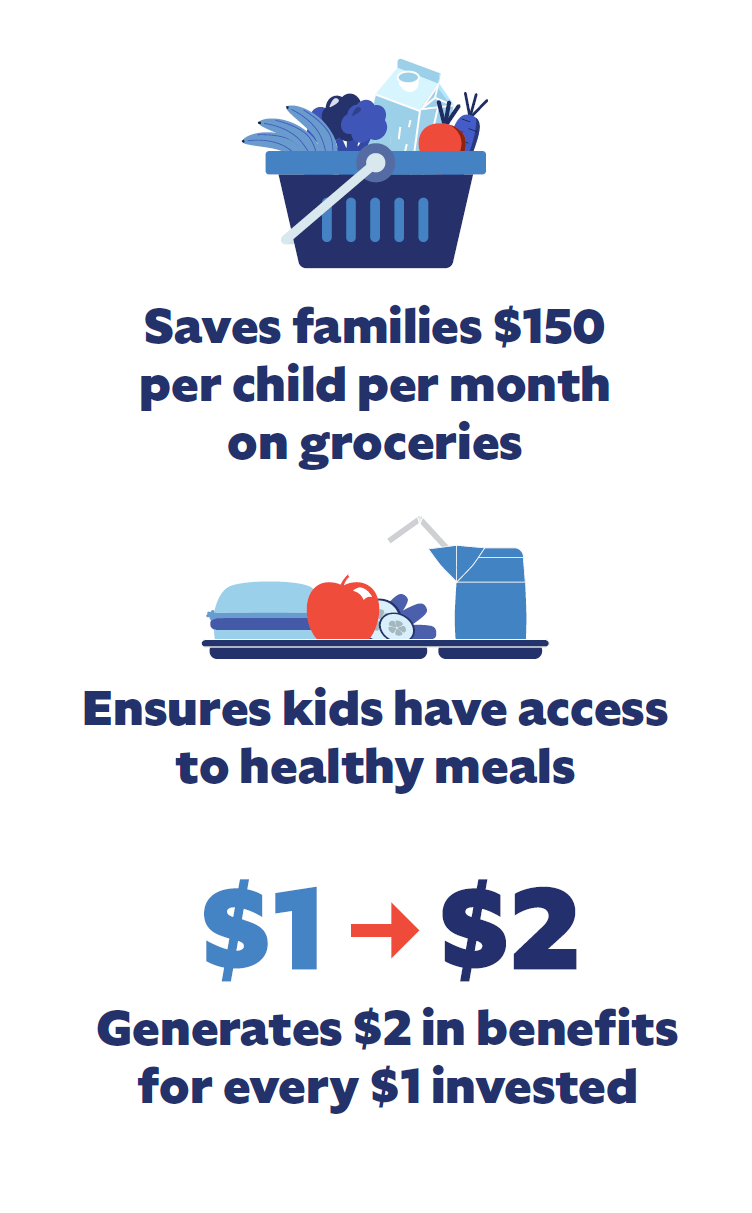 Saves families $150
per child per month
on groceries
Ensures kids have access
to healthy meals
$1 → $2
Generates $2 in benefits
for every $1 invested